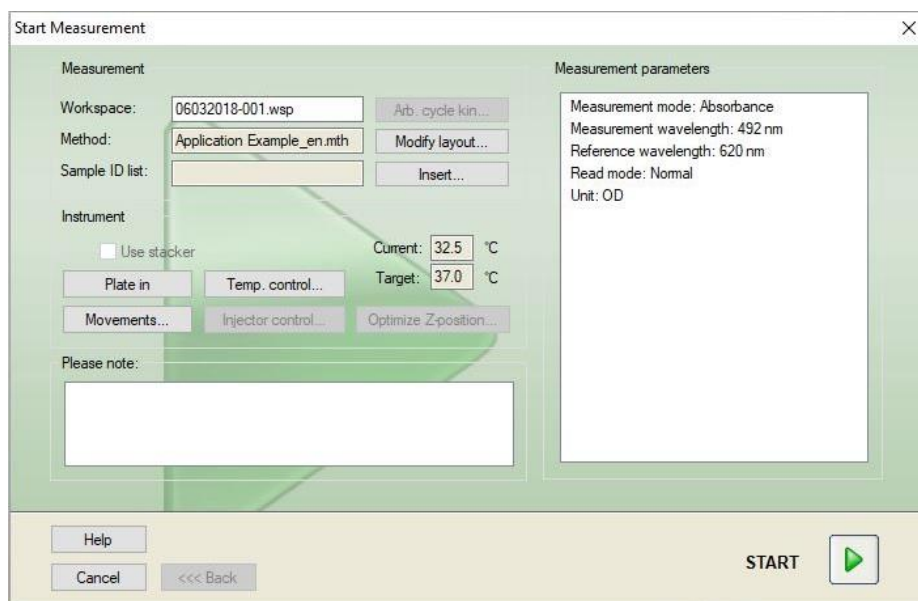 Start Measurement
Measurement
Workspace: 06032018-001.wsp Arb. cycle kin...
Method: Application Example_en.mth Modify layout...
Sample ID list: Insert...
Instrument
Use stacker
Current: 32.5 °C
Plate in Temp. control... Target: 37.0 °C
Movements... Injector control... Optimize Z-position...
Please note:
Measurement parameters
Measurement mode: Absorbance
Measurement wavelength: 492 nm
Reference wavelength: 620 nm
Read mode: Normal
Unit: OD
Help
Cancel <<< Back
START